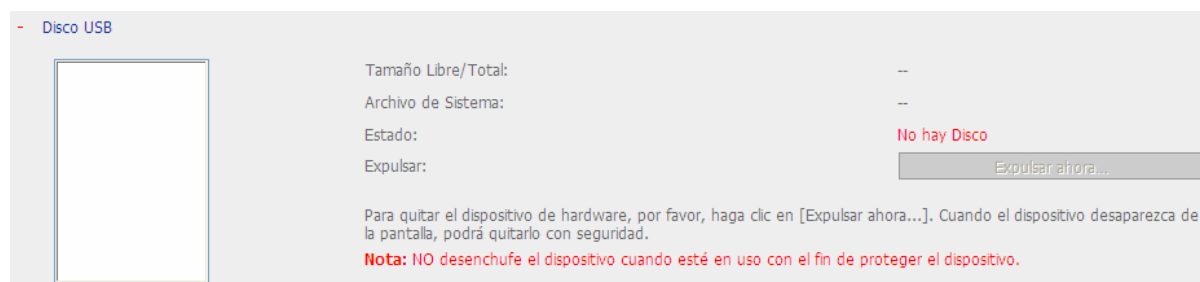 - Disco USB
Tamaño Libre/Total: --
Archivo de Sistema: --
Estado: No hay Disco
Expulsar: Expulsar ahora...
Para quitar el dispositivo de hardware, por favor, haga clic en [Expulsar ahora...]. Cuando el dispositivo desaparezca de
la pantalla, podrá quitarlo con seguridad.
Nota: NO desenchufe el dispositivo cuando esté en uso con el fin de proteger el dispositivo.